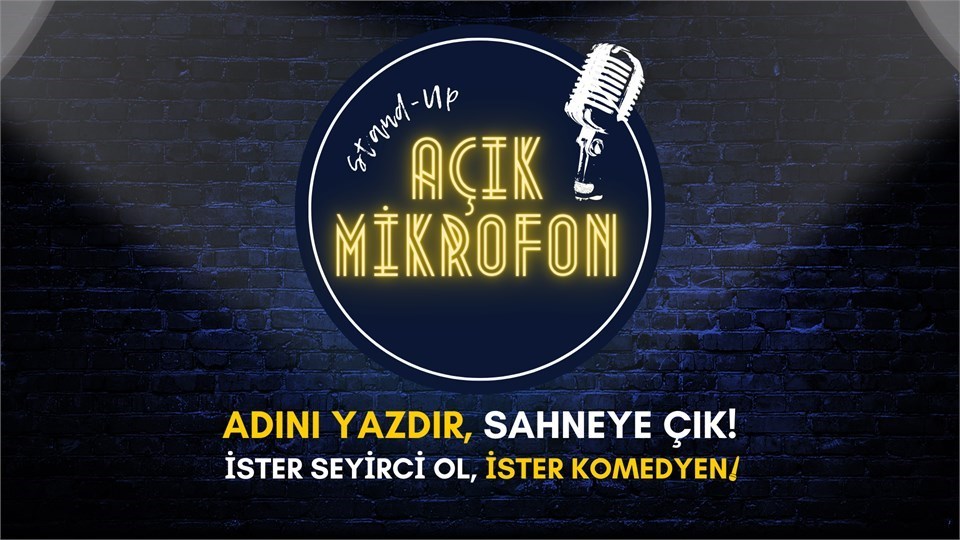 Stand-Up
AÇIK
MİKROFON
ADINI YAZDIR, SAHNEYE ÇIK!
İSTER SEYİRCİ OL, İSTER KOMEDYEN!